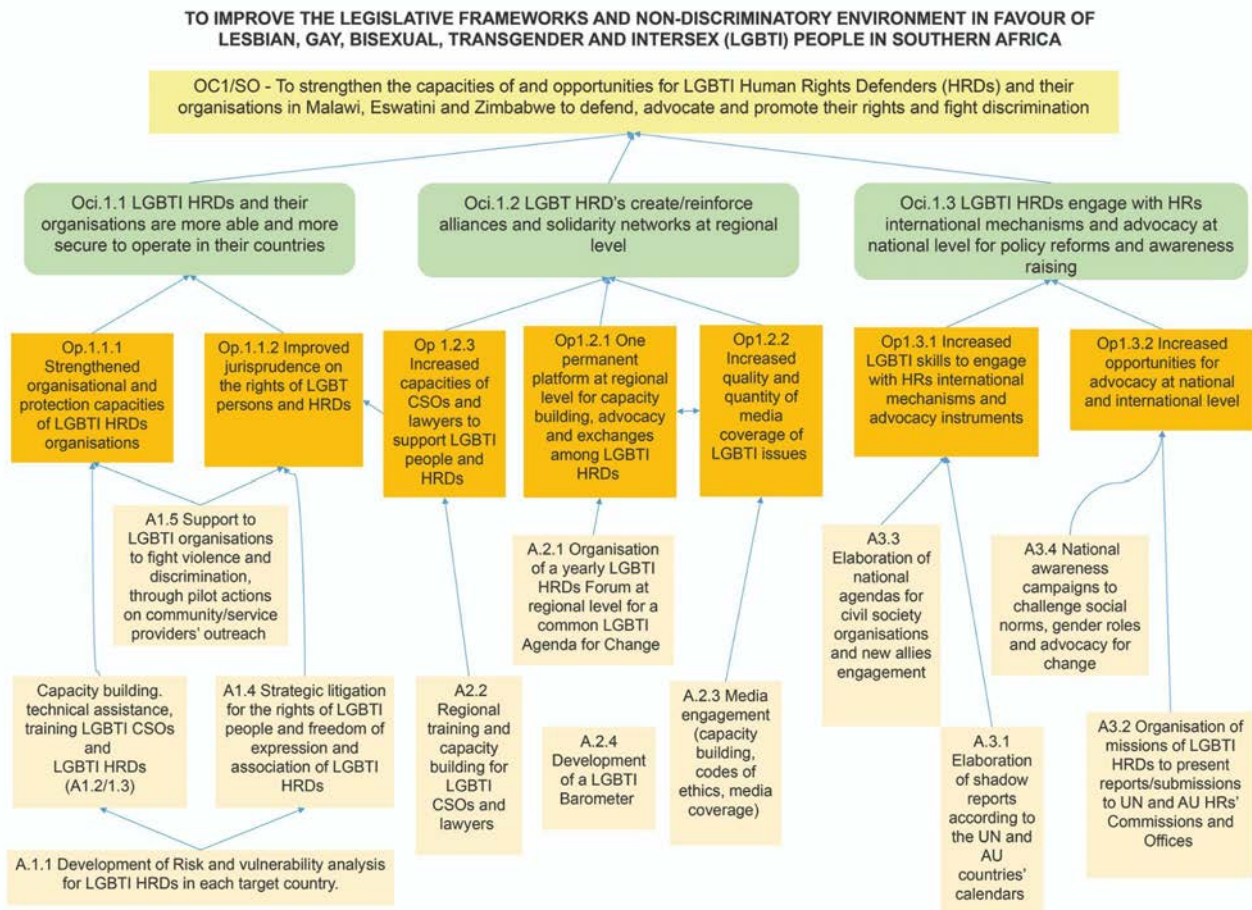 TO IMPROVE THE LEGISLATIVE FRAMEWORKS AND NON-DISCRIMINATORY ENVIRONMENT IN FAVOUR OF
LESBIAN, GAY, BISEXUAL, TRANSGENDER AND INTERSEX (LGBTI) PEOPLE IN SOUTHERN AFRICA
OC1/SO - To strengthen the capacities of and opportunities for LGBTI Human Rights Defenders (HRDs) and their
organisations in Malawi, Eswatini and Zimbabwe to defend, advocate and promote their rights and fight discrimination
Oci.1.1 LGBTI HRDs and their
organisations are more able and more
secure to operate in their countries
Oci.1.2 LGBT HRD's create/reinforce
alliances and solidarity networks at regional
level
Oci.1.3 LGBTI HRDs engage with HRs
international mechanisms and advocacy at
national level for policy reforms and awareness
raising
Op.1.1.1
Strengthened
organisational and
protection capacities
of LGBTI HRDs
organisations
Op.1.1.2 Improved
jurisprudence on
the rights of LGBT
persons and HRDs
Op 1.2.3
Increased
capacities of
CSOs and
lawyers to
support LGBTI
people and
HRDs
Op1.2.1 One
permanent
platform at regional
level for capacity
building, advocacy
and exchanges
among LGBTI
HRDs
Op1.2.2
Increased
quality and
quantity of
media
coverage of
LGBTI issues
Op1.3.1 Increased
LGBTI skills to engage
with HRs international
mechanisms and
advocacy instruments
Op1.3.2 Increased
opportunities for
advocacy at national
and international level
A1.5 Support to
LGBTI organisations
to fight violence and
discrimination,
through pilot actions
on community/service
providers' outreach
A.2.1 Organisation
of a yearly LGBTI
HRDs Forum at
regional level for a
common LGBTI
Agenda for Change
A3.3
Elaboration of
national
agendas for
civil society
organisations
and new allies
engagement
A3.4 National
awareness
campaigns to
challenge social
norms, gender roles
and advocacy for
change
Capacity building.
technical assistance,
training LGBTI CSOs
and
LGBTI HRDs
(A1.2/1.3)
A1.4 Strategic litigation
for the rights of LGBTI
people and freedom of
expression and
association of LGBTI
HRDs
A2.2
Regional
training and
capacity
building for
LGBTI
CSOs and
lawyers
A.2.4
Development
of a LGBTI
Barometer
A.2.3 Media
engagement
(capacity
building,
codes of
ethics, media
coverage)
A.3.1
Elaboration
of shadow
reports
according to
the UN and
AU
countries'
calendars
A3.2 Organisation of
missions of LGBTI
HRDs to present
reports/submissions
to UN and AU HRs'
Commissions and
Offices
A.1.1 Development of Risk and vulnerability analysis
for LGBTI HRDs in each target country.